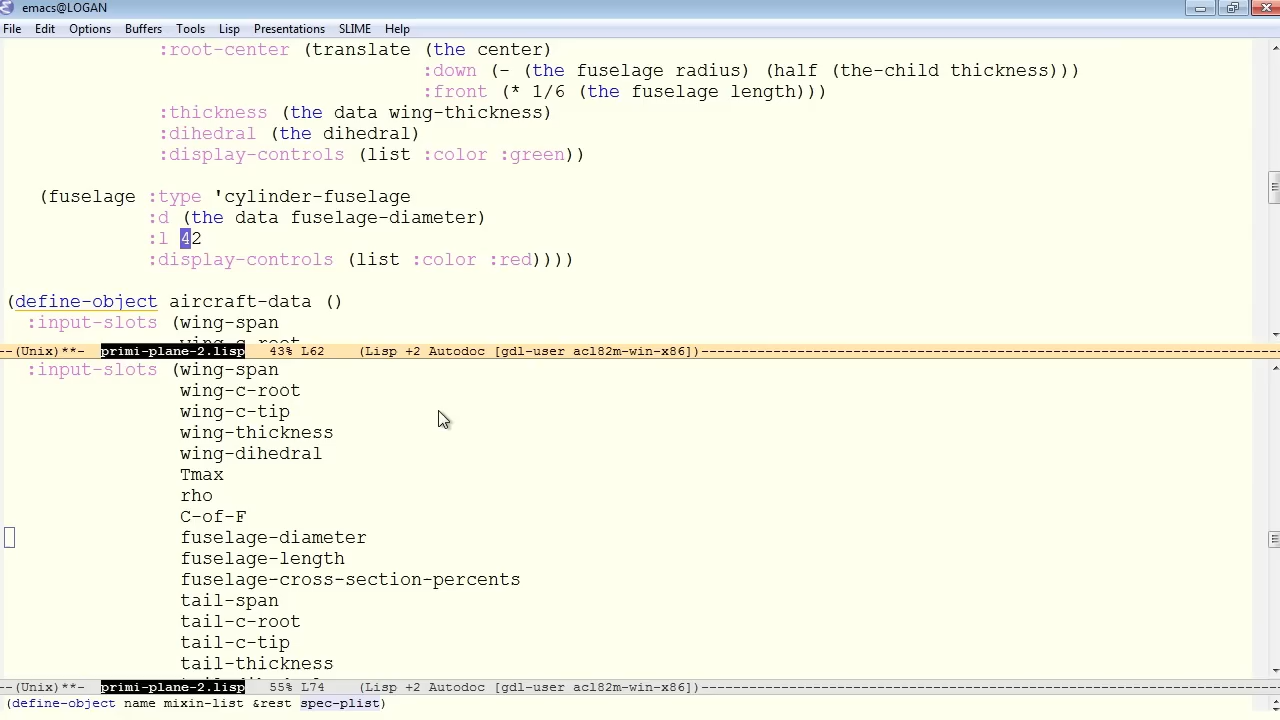 emacs@LOGAN
File Edit Options Buffers Tools Lisp Presentations SLIME Help
:root-center (translate (the center)
:down (- (the fuselage radius) (half (the-child thickness)))
:front (* 1/6 (the fuselage length)))
:thickness (the data wing-thickness)
:dihedral (the dihedral)
:display-controls (list :color :green))
(fuselage :type 'cylinder-fuselage
:d (the data fuselage-diameter)
:l 42
:display-controls (list :color :red))))
(define-object aircraft-data ()
:input-slots (wing-span
--(Unix)**- primi-plane-2.lisp 43% L62 (Lisp +2 Autodoc [gdl-user acl82m-win-x86])
:input-slots (wing-span
wing-c-root
wing-c-tip
wing-thickness
wing-dihedral
Tmax
rho
C-of-F
fuselage-diameter
fuselage-length
fuselage-cross-section-percents
tail-span
tail-c-root
tail-c-tip
tail-thickness
--(Unix)**- primi-plane-2.lisp 55% L74 (Lisp +2 Autodoc [gdl-user acl82m-win-x86])
(define-object name mixin-list &rest spec-plist)